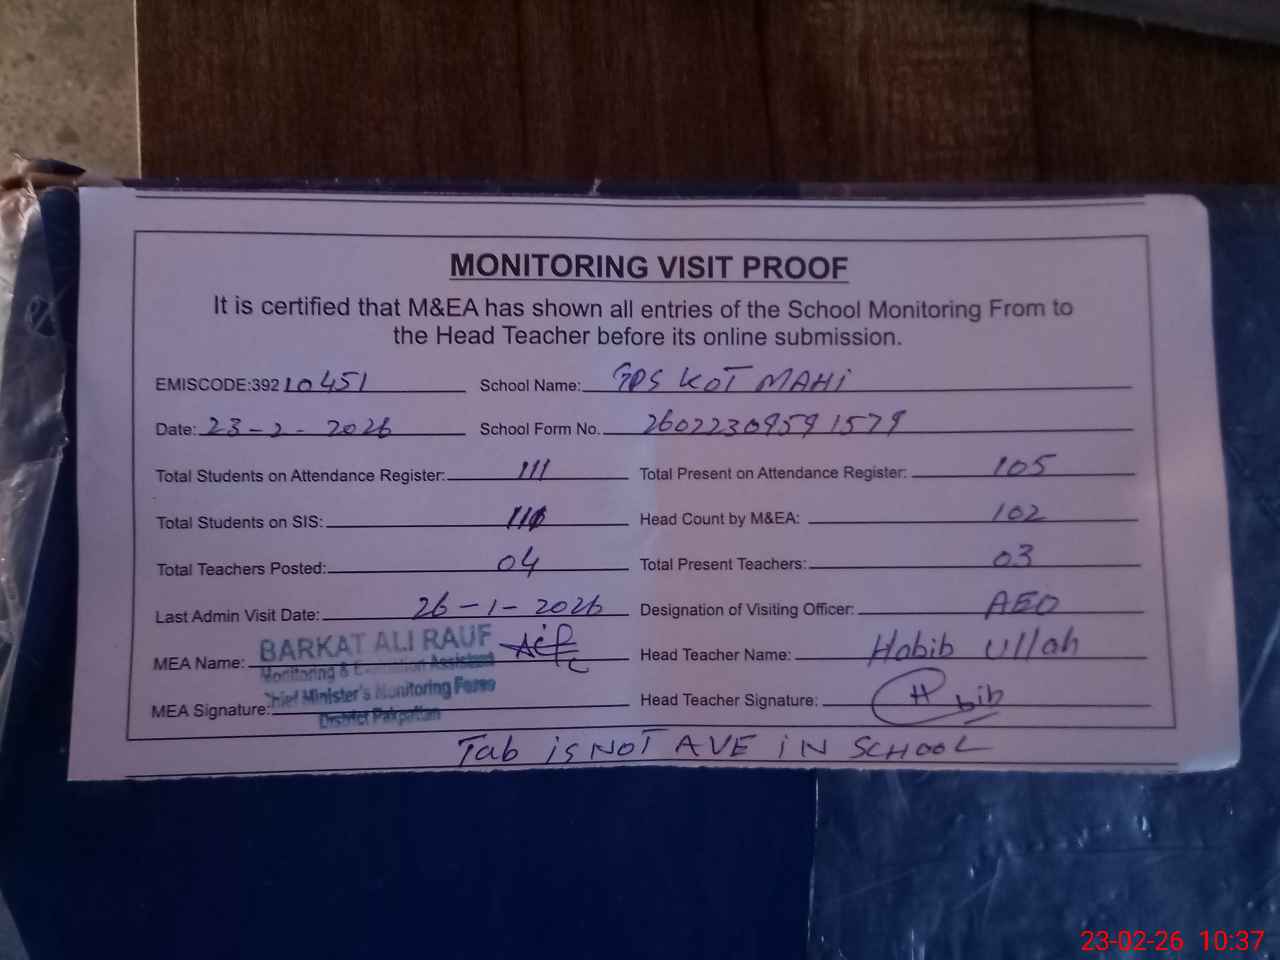 MONITORING VISIT PROOF
It is certified that M&EA has shown all entries of the School Monitoring From to
the Head Teacher before its online submission.
EMISCODE:392 10451 School Name: GPS KOT MAHI
Date: 23-2-2026 School Form No. 26022309591579
Total Students on Attendance Register: 111 Total Present on Attendance Register: 105
Total Students on SIS: Head Count by M&EA: 102
Total Teachers Posted: 04 Total Present Teachers: 03
Last Admin Visit Date: 26-1-2026 Designation of Visiting Officer: AEO
MEA Name: BARKAT ALI RAUF Head Teacher Name: Habib Ullah
Monitoring & Evaluation Assistant
Chief Minister's Monitoring Force
MEA Signature: Head Teacher Signature: Habib
District Pakpattan
Tab is NOT AVE iN SCHOOL
23-02-26 10:37